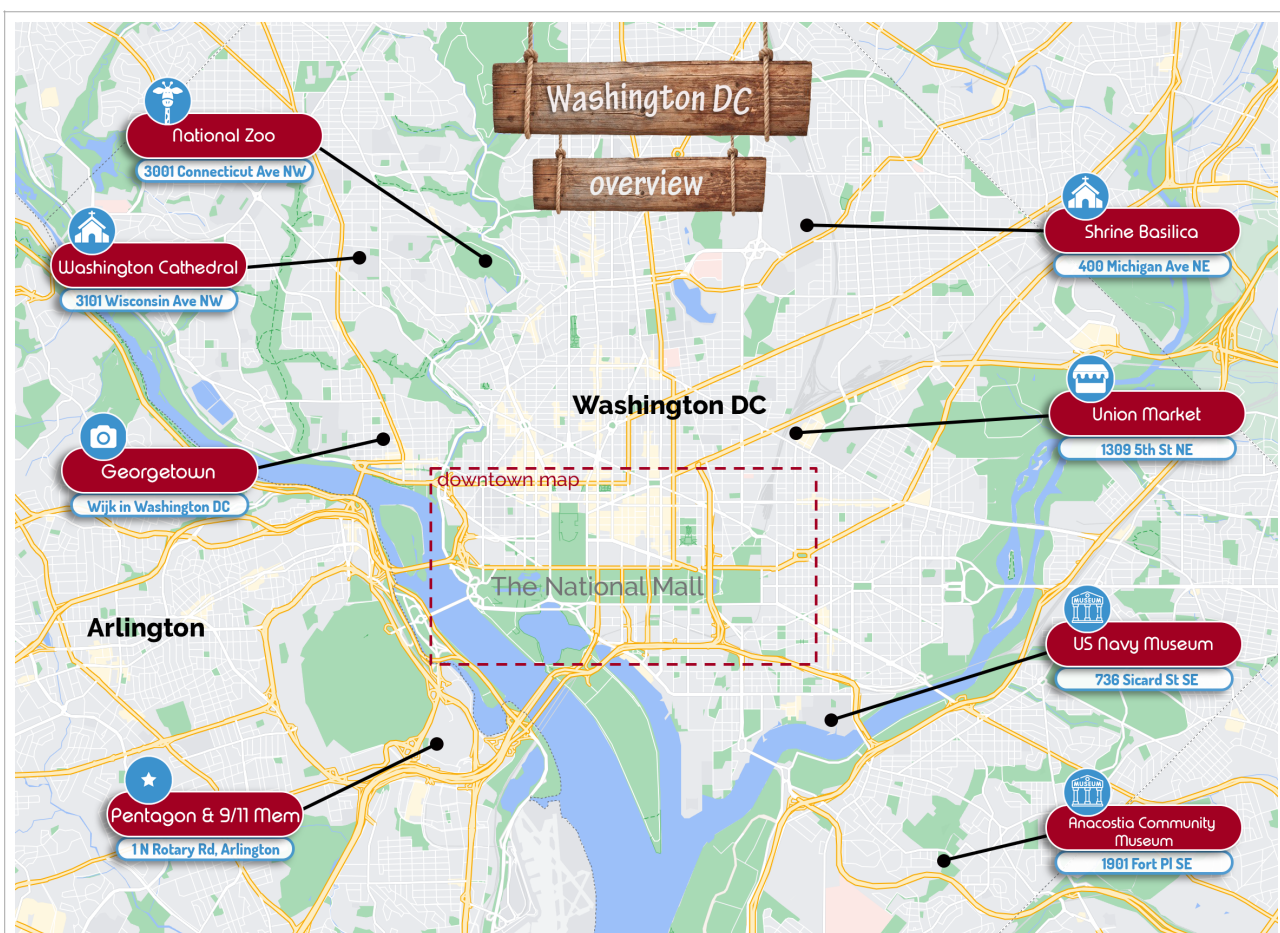 Washington DC
overview
National Zoo
3001 Connecticut Ave NW
Washington Cathedral
3101 Wisconsin Ave NW
Shrine Basilica
400 Michigan Ave NE
Washington DC
Union Market
1309 5th St NE
Georgetown
Wijk in Washington DC
downtown map
The National Mall
Arlington
MUSEUM
US Navy Museum
736 Sicard St SE
Pentagon & 9/11 Mem
1 N Rotary Rd, Arlington
MUSEUM
Anacostia Community
Museum
1901 Fort Pl SE